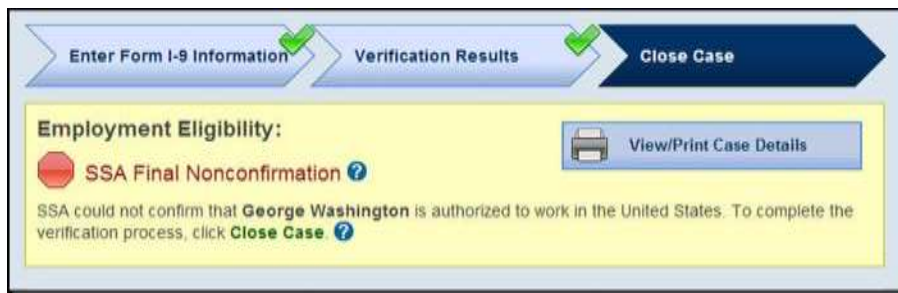 Enter Form I-9 Information
Verification Results
Close Case
Employment Eligibility:
View/Print Case Details
SSA Final Nonconfirmation ?
SSA could not confirm that George Washington is authorized to work in the United States. To complete the
verification process, click Close Case. ?